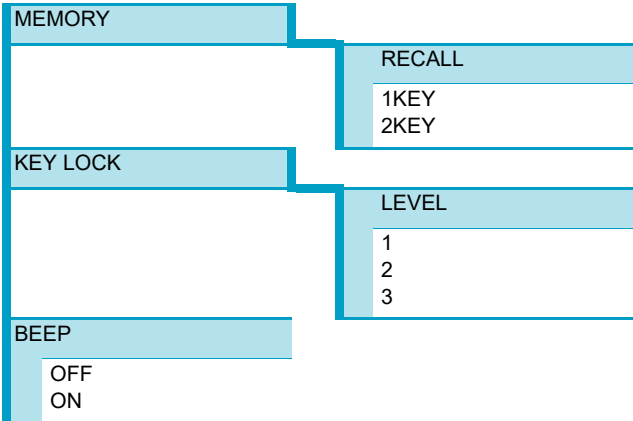 MEMORY
RECALL
1KEY
2KEY
KEY LOCK
LEVEL
1
2
3
BEEP
OFF
ON